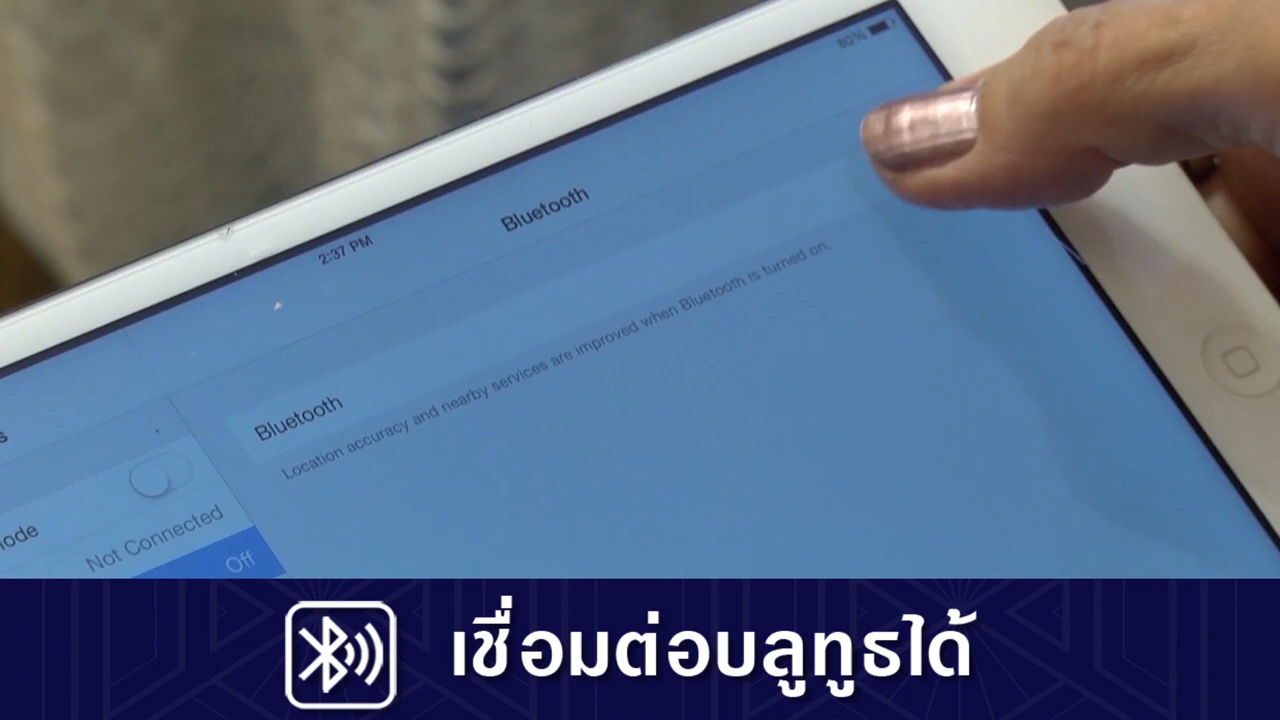 80%
2:37 PM
Bluetooth
Bluetooth
Location accuracy and nearby services are improved when Bluetooth is turned on.
Not Connected
Off
เชื่อมต่อบลูทูธได้